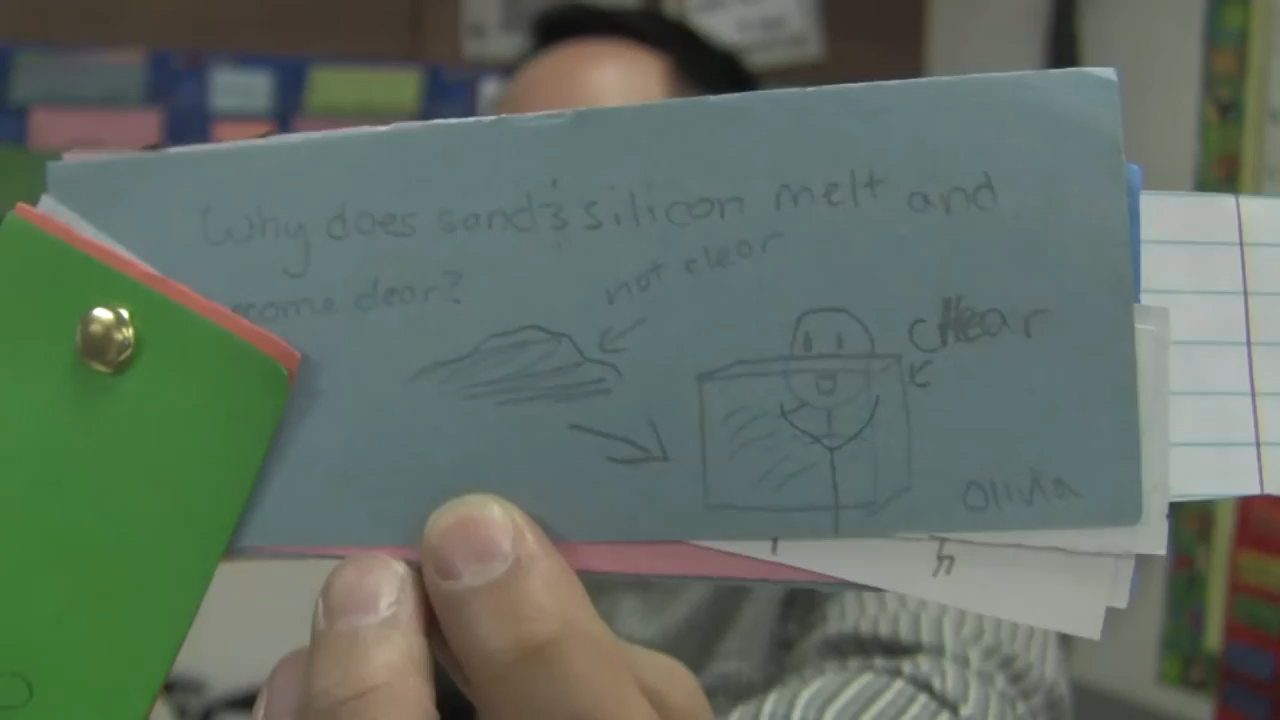 Why does sand's silicon melt and
come clear?
not clear
clear
Olivia